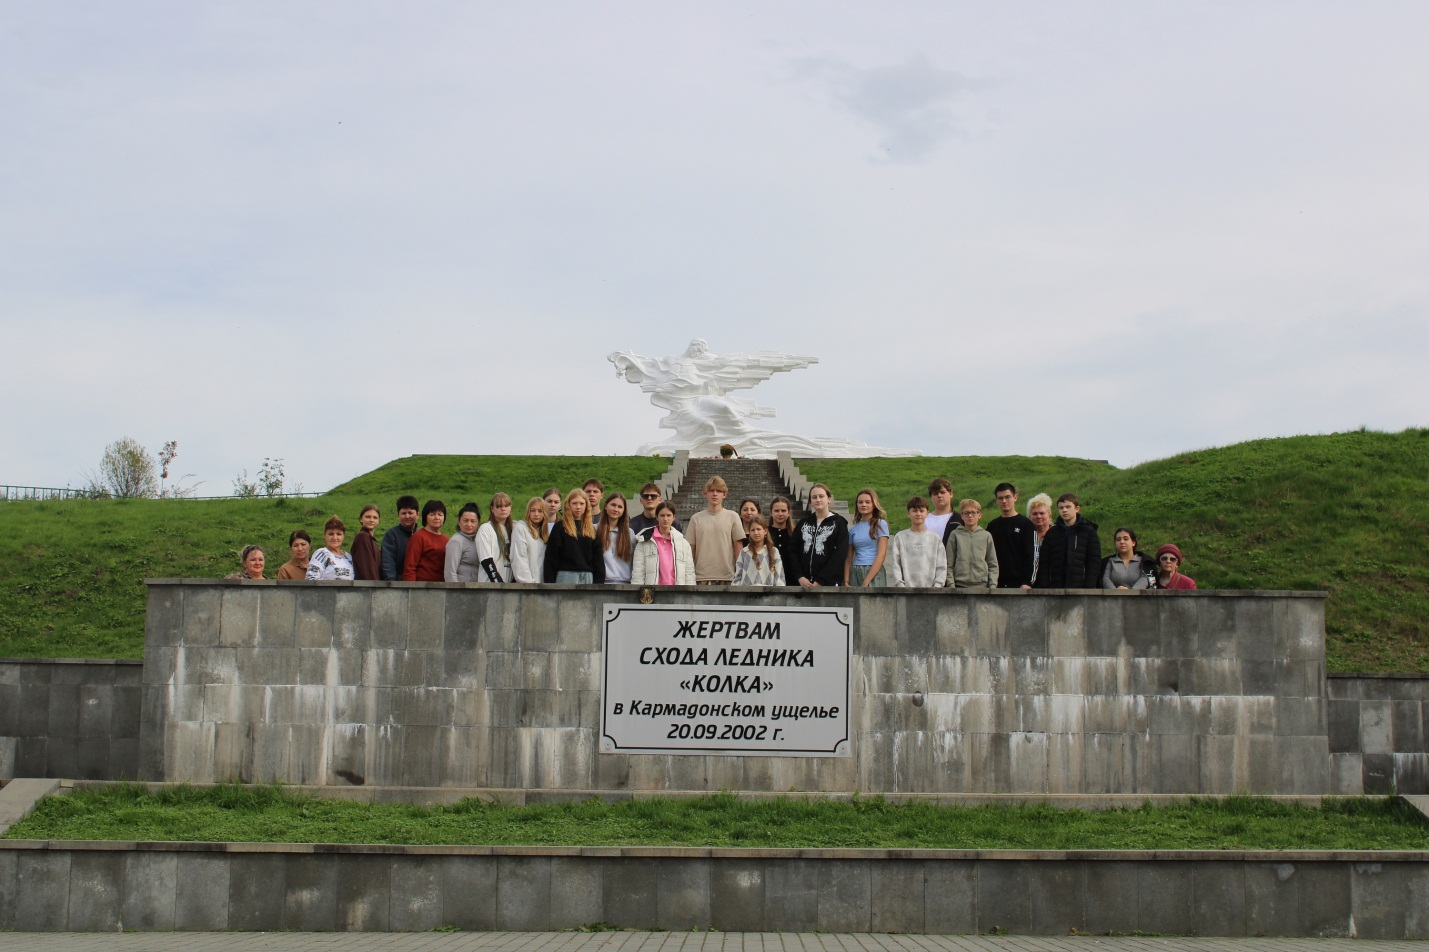 ЖЕРТВАМ
СХОДА ЛЕДНИКА
«КОЛКА»
в Кармадонском ущелье
20.09.2002 г.